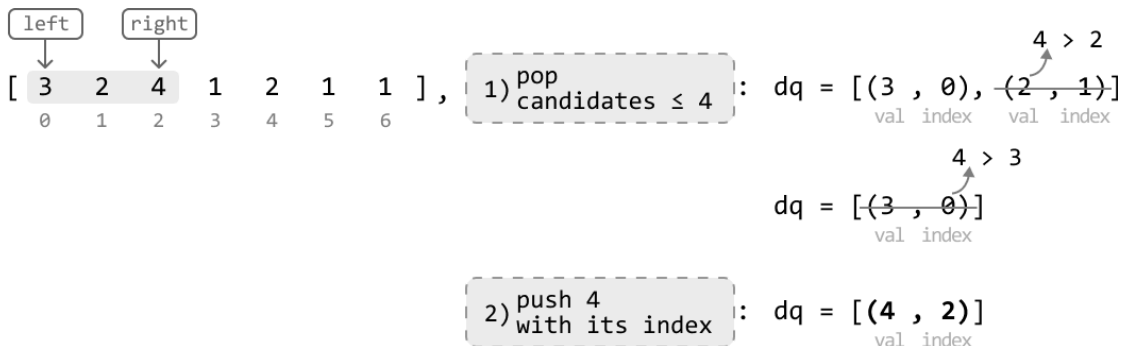 left right
4 > 2
[ 3 2 4 1 2 1 1 ] , 1) pop candidates ≤ 4 : dq = [(3 , 0), (2 , 1)]
0 1 2 3 4 5 6
val index val index
4 > 3
dq = [(3 , 0)]
val index
2) push 4 with its index : dq = [(4 , 2)]
val index